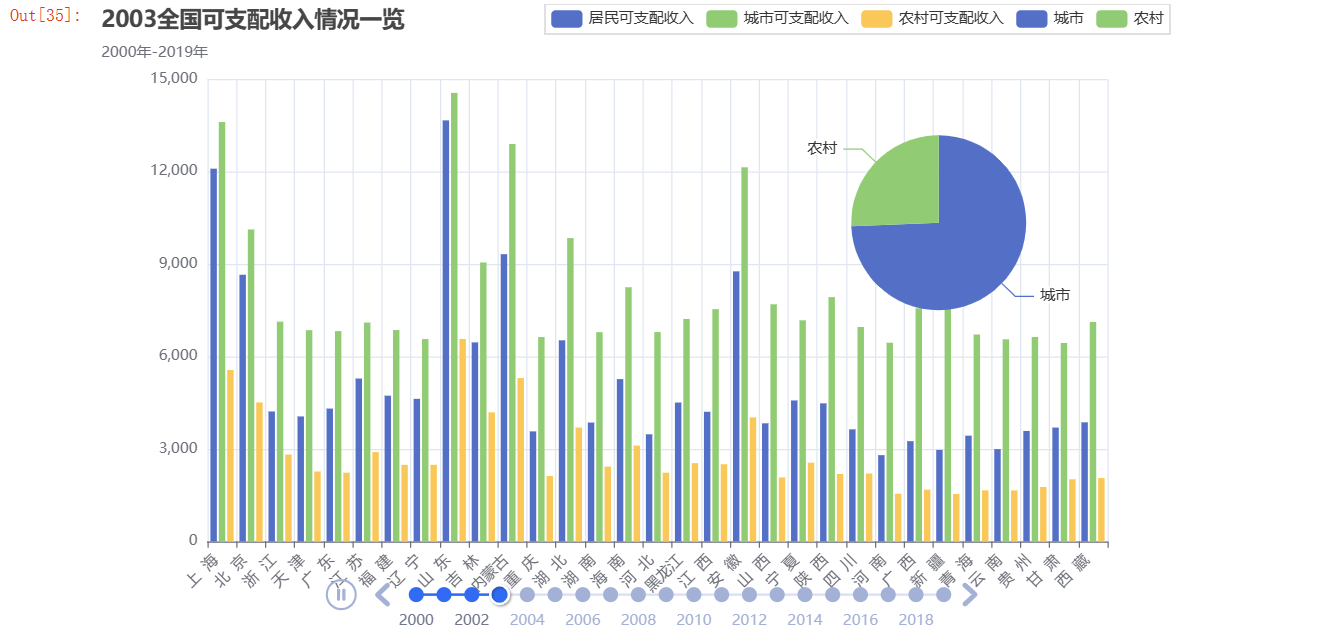 Out[35]:
2003全国可支配收入情况一览
2000年-2019年
居民可支配收入 城市可支配收入 农村可支配收入 城市 农村
15,000
12,000
9,000
6,000
3,000
0
农村
城市
上海 北京 浙江 天津 广东 江苏 福建 辽宁 山东 吉林 内蒙古 重庆 湖北 湖南 海南 河北 黑龙江 江西 安徽 山西 宁夏 陕西 四川 河南 广西 新疆 青海 云南 贵州 甘肃 西藏
2000 2002 2004 2006 2008 2010 2012 2014 2016 2018